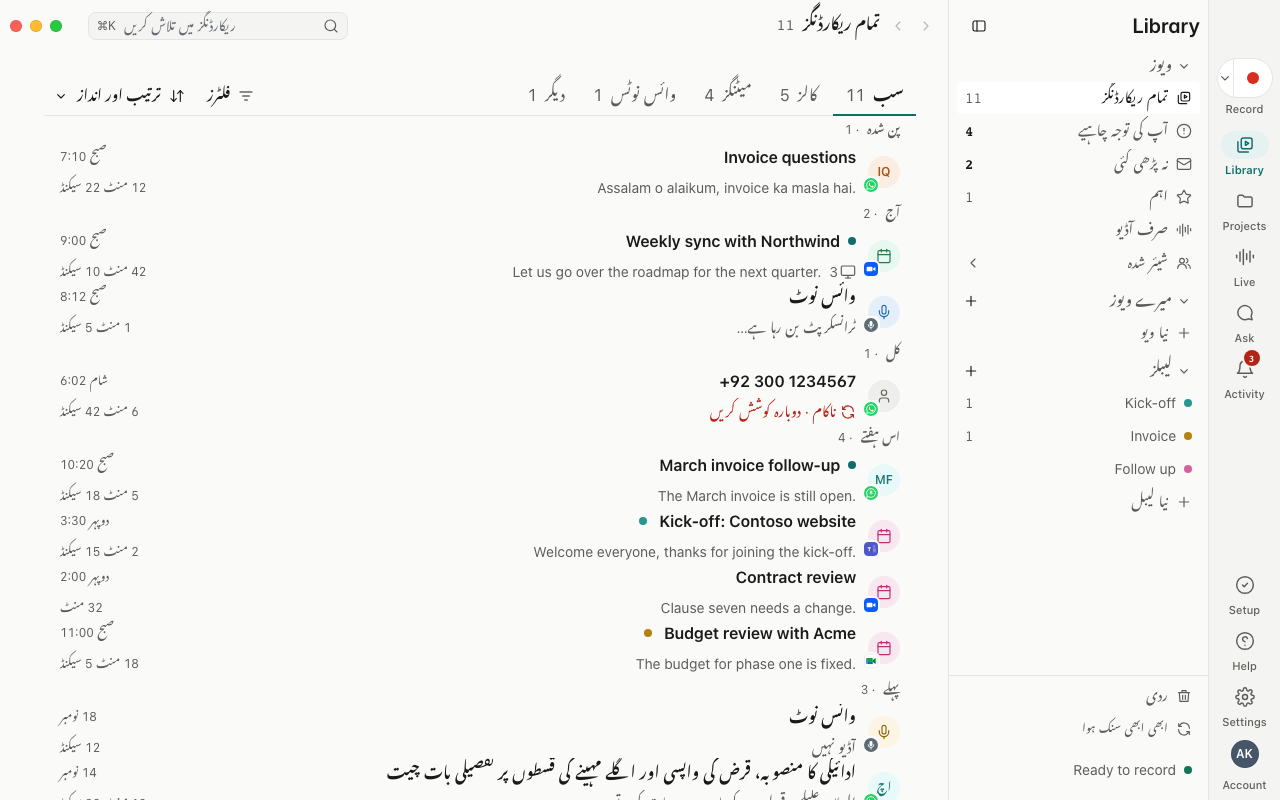 Library
ویوز
تمام ریکارڈنگز 11
آپ کی توجہ چاہیے 4
نہ پڑھی گئی 2
اہم 1
صرف آڈیو
شیئر شدہ
میرے ویوز
نیا ویو
لیبلز
Kick-off 1
Invoice 1
Follow up
نیا لیبل
ردی
ابھی ابھی سنک ہوا
Ready to record
Record
Library
Projects
Live
Ask
3
Activity
Setup
Help
Settings
AK
Account
تمام ریکارڈنگز 11
ریکارڈنگز میں تلاش کریں ⌘K
سب 11 کالز 5 میٹنگز 4 وائس نوٹس 1 دیگر 1
فلٹرز ترتیب اور انداز
پن شدہ · 1
IQ
Invoice questions صبح 7:10
Assalam o alaikum, invoice ka masla hai. 12 منٹ 22 سیکنڈ
آج · 2
Weekly sync with Northwind صبح 9:00
3 Let us go over the roadmap for the next quarter. 42 منٹ 10 سیکنڈ
وائس نوٹ صبح 8:12
ٹرانسکرپٹ بن رہا ہے... 1 منٹ 5 سیکنڈ
کل · 1
+92 300 1234567 شام 6:02
ناکام · دوبارہ کوشش کریں 6 منٹ 42 سیکنڈ
اس ہفتے · 4
MF
March invoice follow-up صبح 10:20
The March invoice is still open. 5 منٹ 18 سیکنڈ
Kick-off: Contoso website دوپہر 3:30
Welcome everyone, thanks for joining the kick-off. 2 منٹ 15 سیکنڈ
Contract review دوپہر 2:00
Clause seven needs a change. 32 منٹ
Budget review with Acme صبح 11:00
The budget for phase one is fixed. 18 منٹ 5 سیکنڈ
پہلے · 3
وائس نوٹ 18 نومبر
آڈیو نہیں 12 سیکنڈ
اچ
ادائیگی کا منصوبہ، قرض کی واپسی اور اگلے مہینے کی قسطوں پر تفصیلی بات چیت 14 نومبر